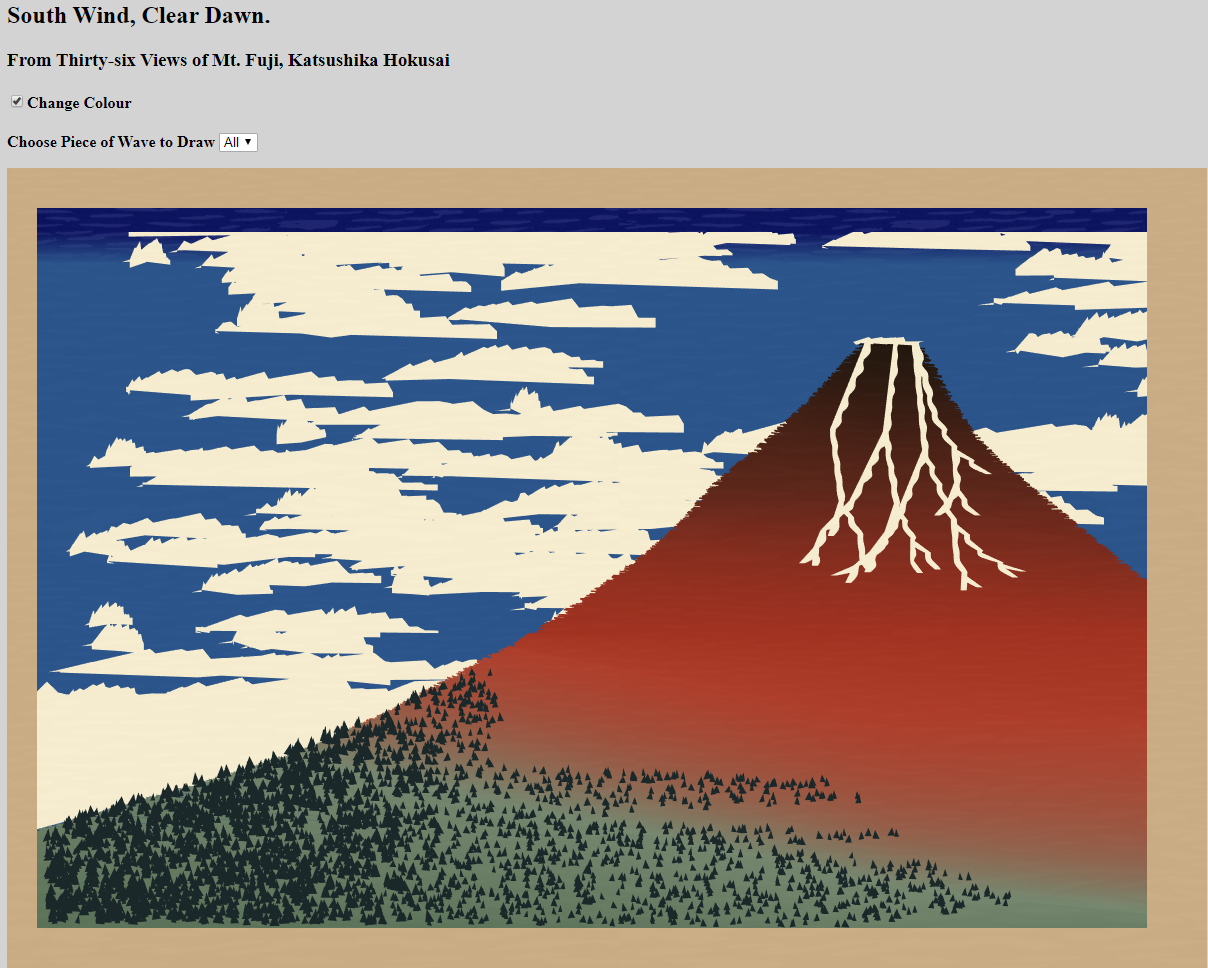 South Wind, Clear Dawn.
From Thirty-six Views of Mt. Fuji, Katsushika Hokusai
Change Colour
Choose Piece of Wave to Draw All